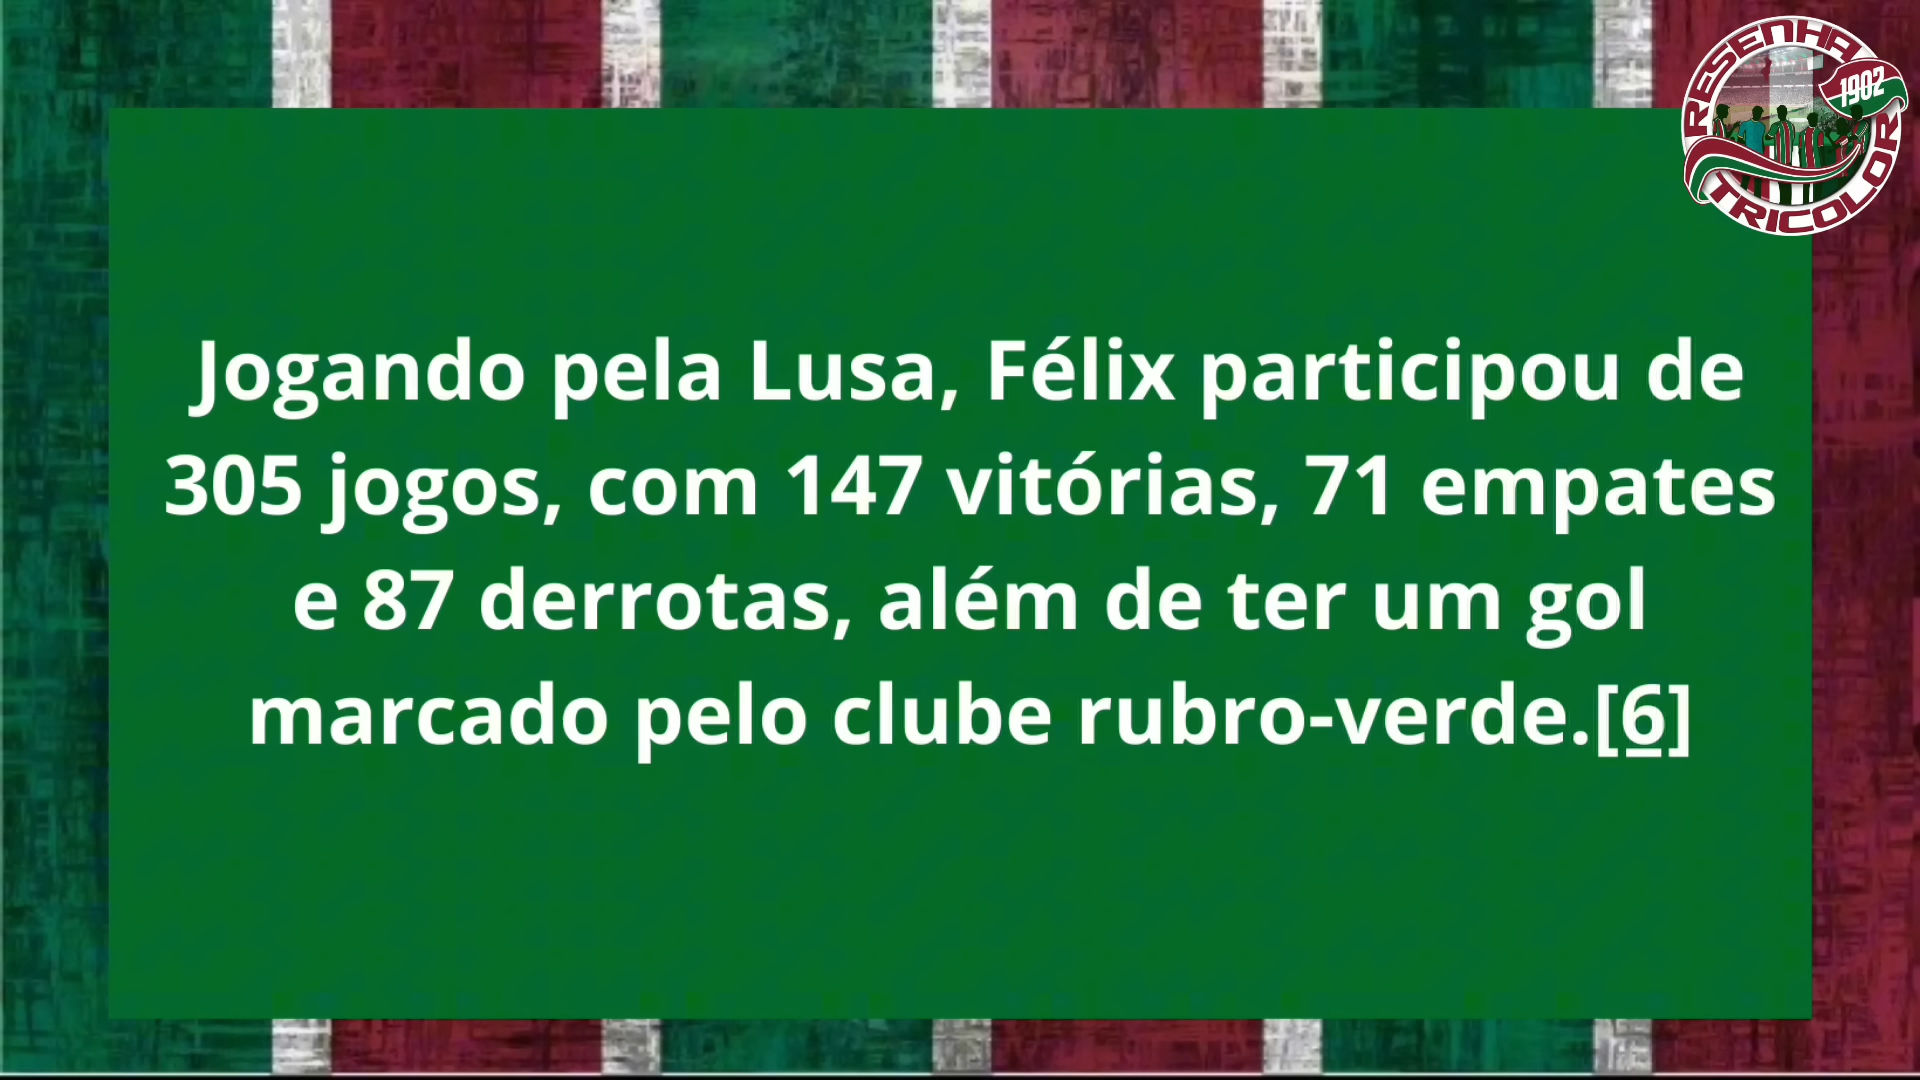 RESENHA
1902
TRICOLOR
Jogando pela Lusa, Félix participou de
305 jogos, com 147 vitórias, 71 empates
e 87 derrotas, além de ter um gol
marcado pelo clube rubro-verde.[6]